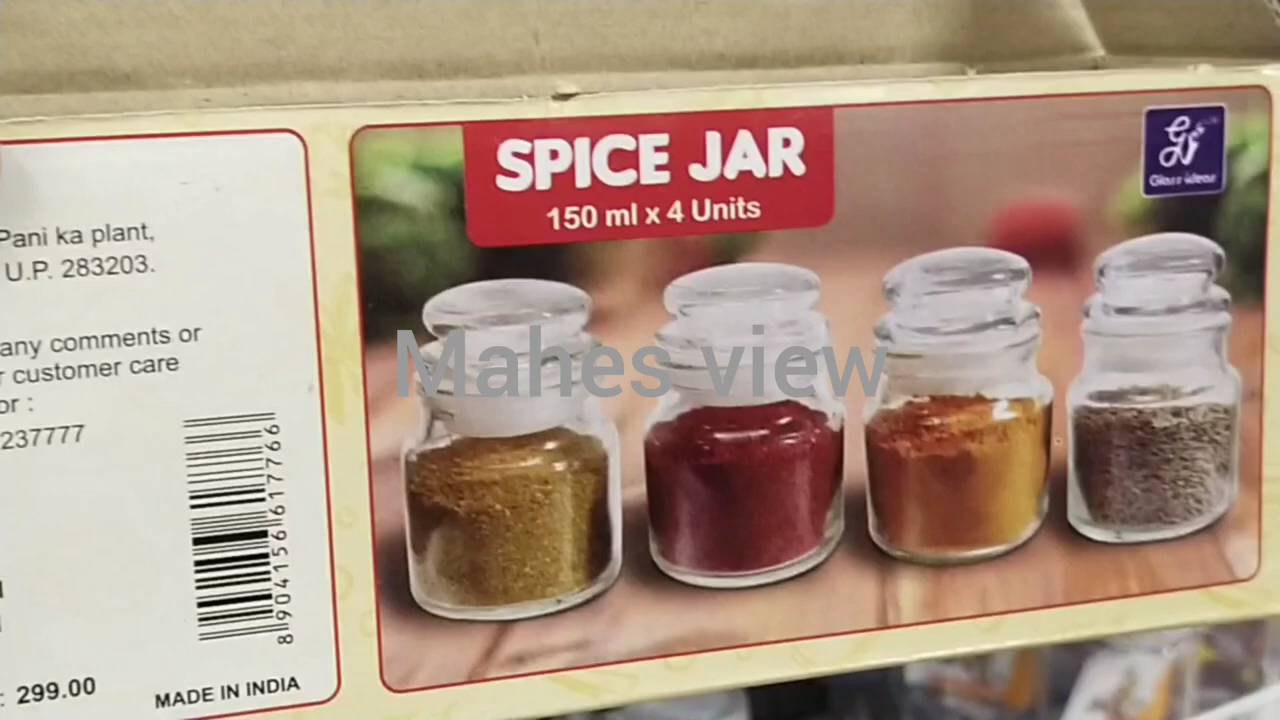 Pani ka plant,
U.P. 283203.
any comments or
customer care
or :
237777
8904156617766
: 299.00
MADE IN INDIA
SPICE JAR
150 ml x 4 Units
Mahes view